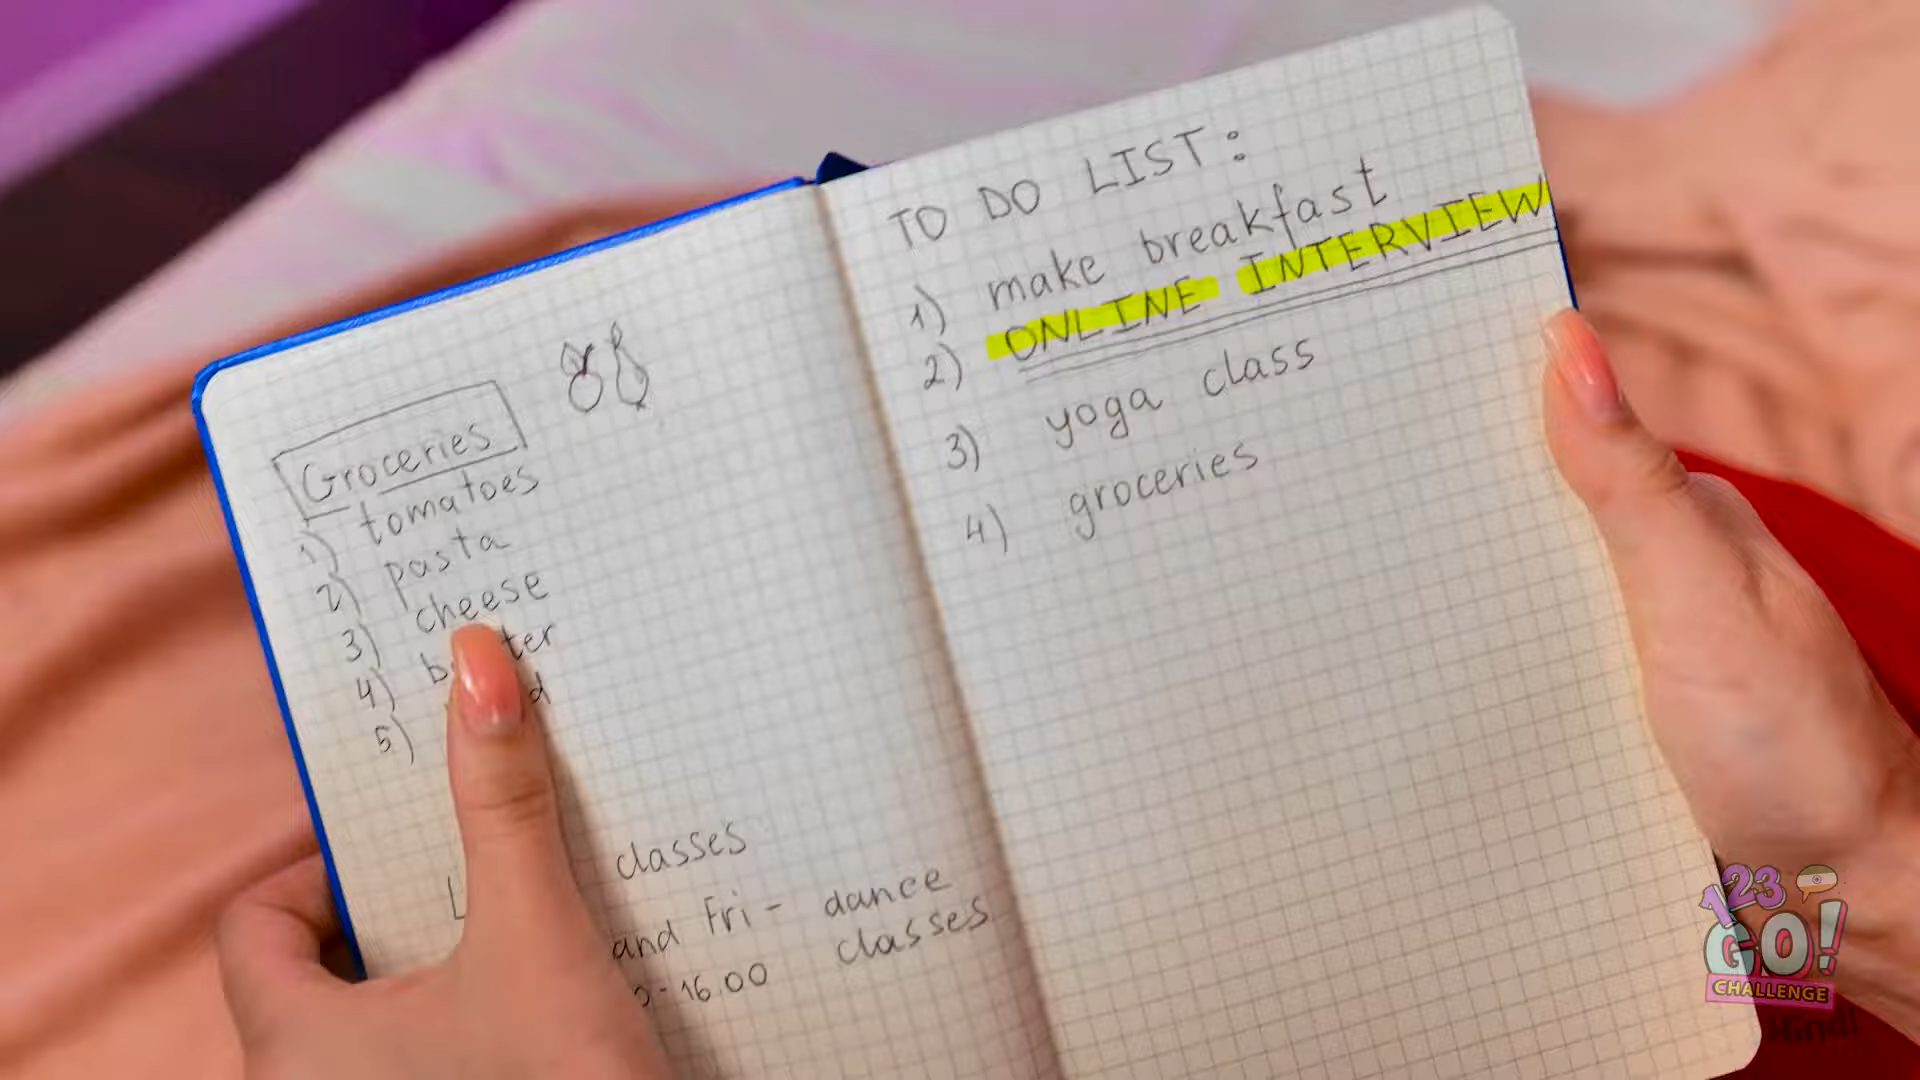 Groceries
1) tomatoes
2) pasta
3) cheese
4)
5)
classes
and Fri - dance
-16.00 classes
TO DO LIST:
1) make breakfast
2) ONLINE INTERVIEW
3) yoga class
4) groceries
123
GO!
CHALLENGE
Hindi